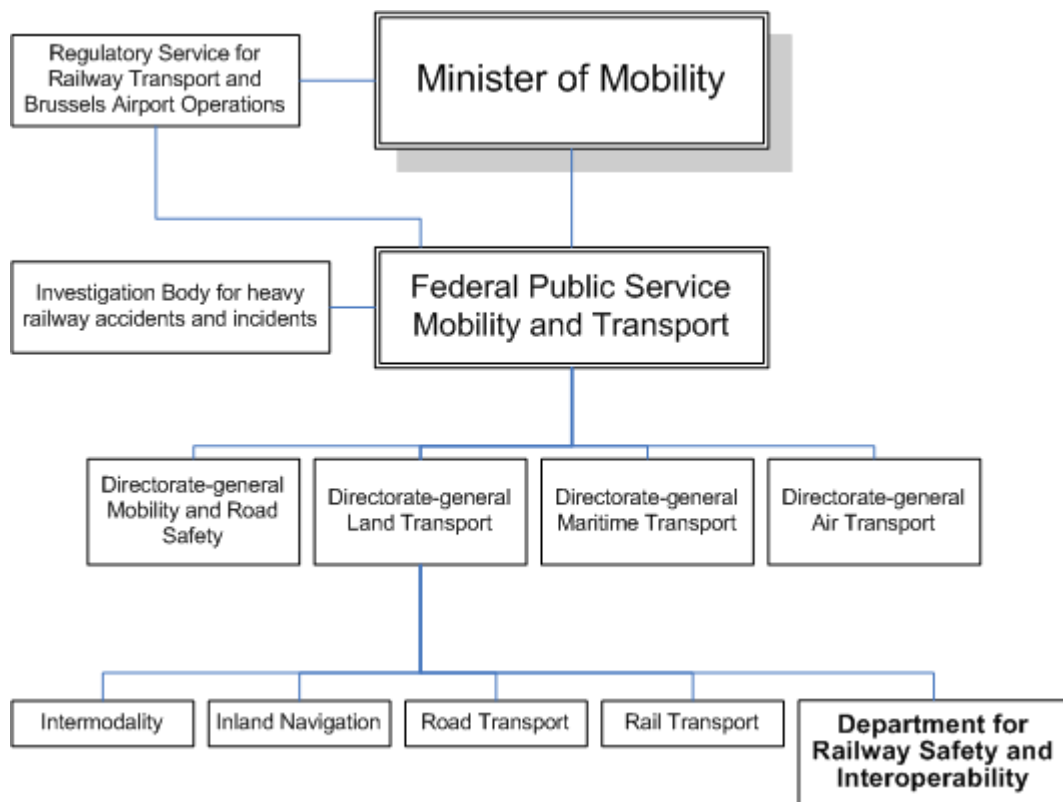 Regulatory Service for
Railway Transport and
Brussels Airport Operations
Minister of Mobility
Investigation Body for heavy
railway accidents and incidents
Federal Public Service
Mobility and Transport
Directorate-general
Mobility and Road
Safety
Directorate-general
Land Transport
Directorate-general
Maritime Transport
Directorate-general
Air Transport
Intermodality
Inland Navigation
Road Transport
Rail Transport
Department for
Railway Safety and
Interoperability